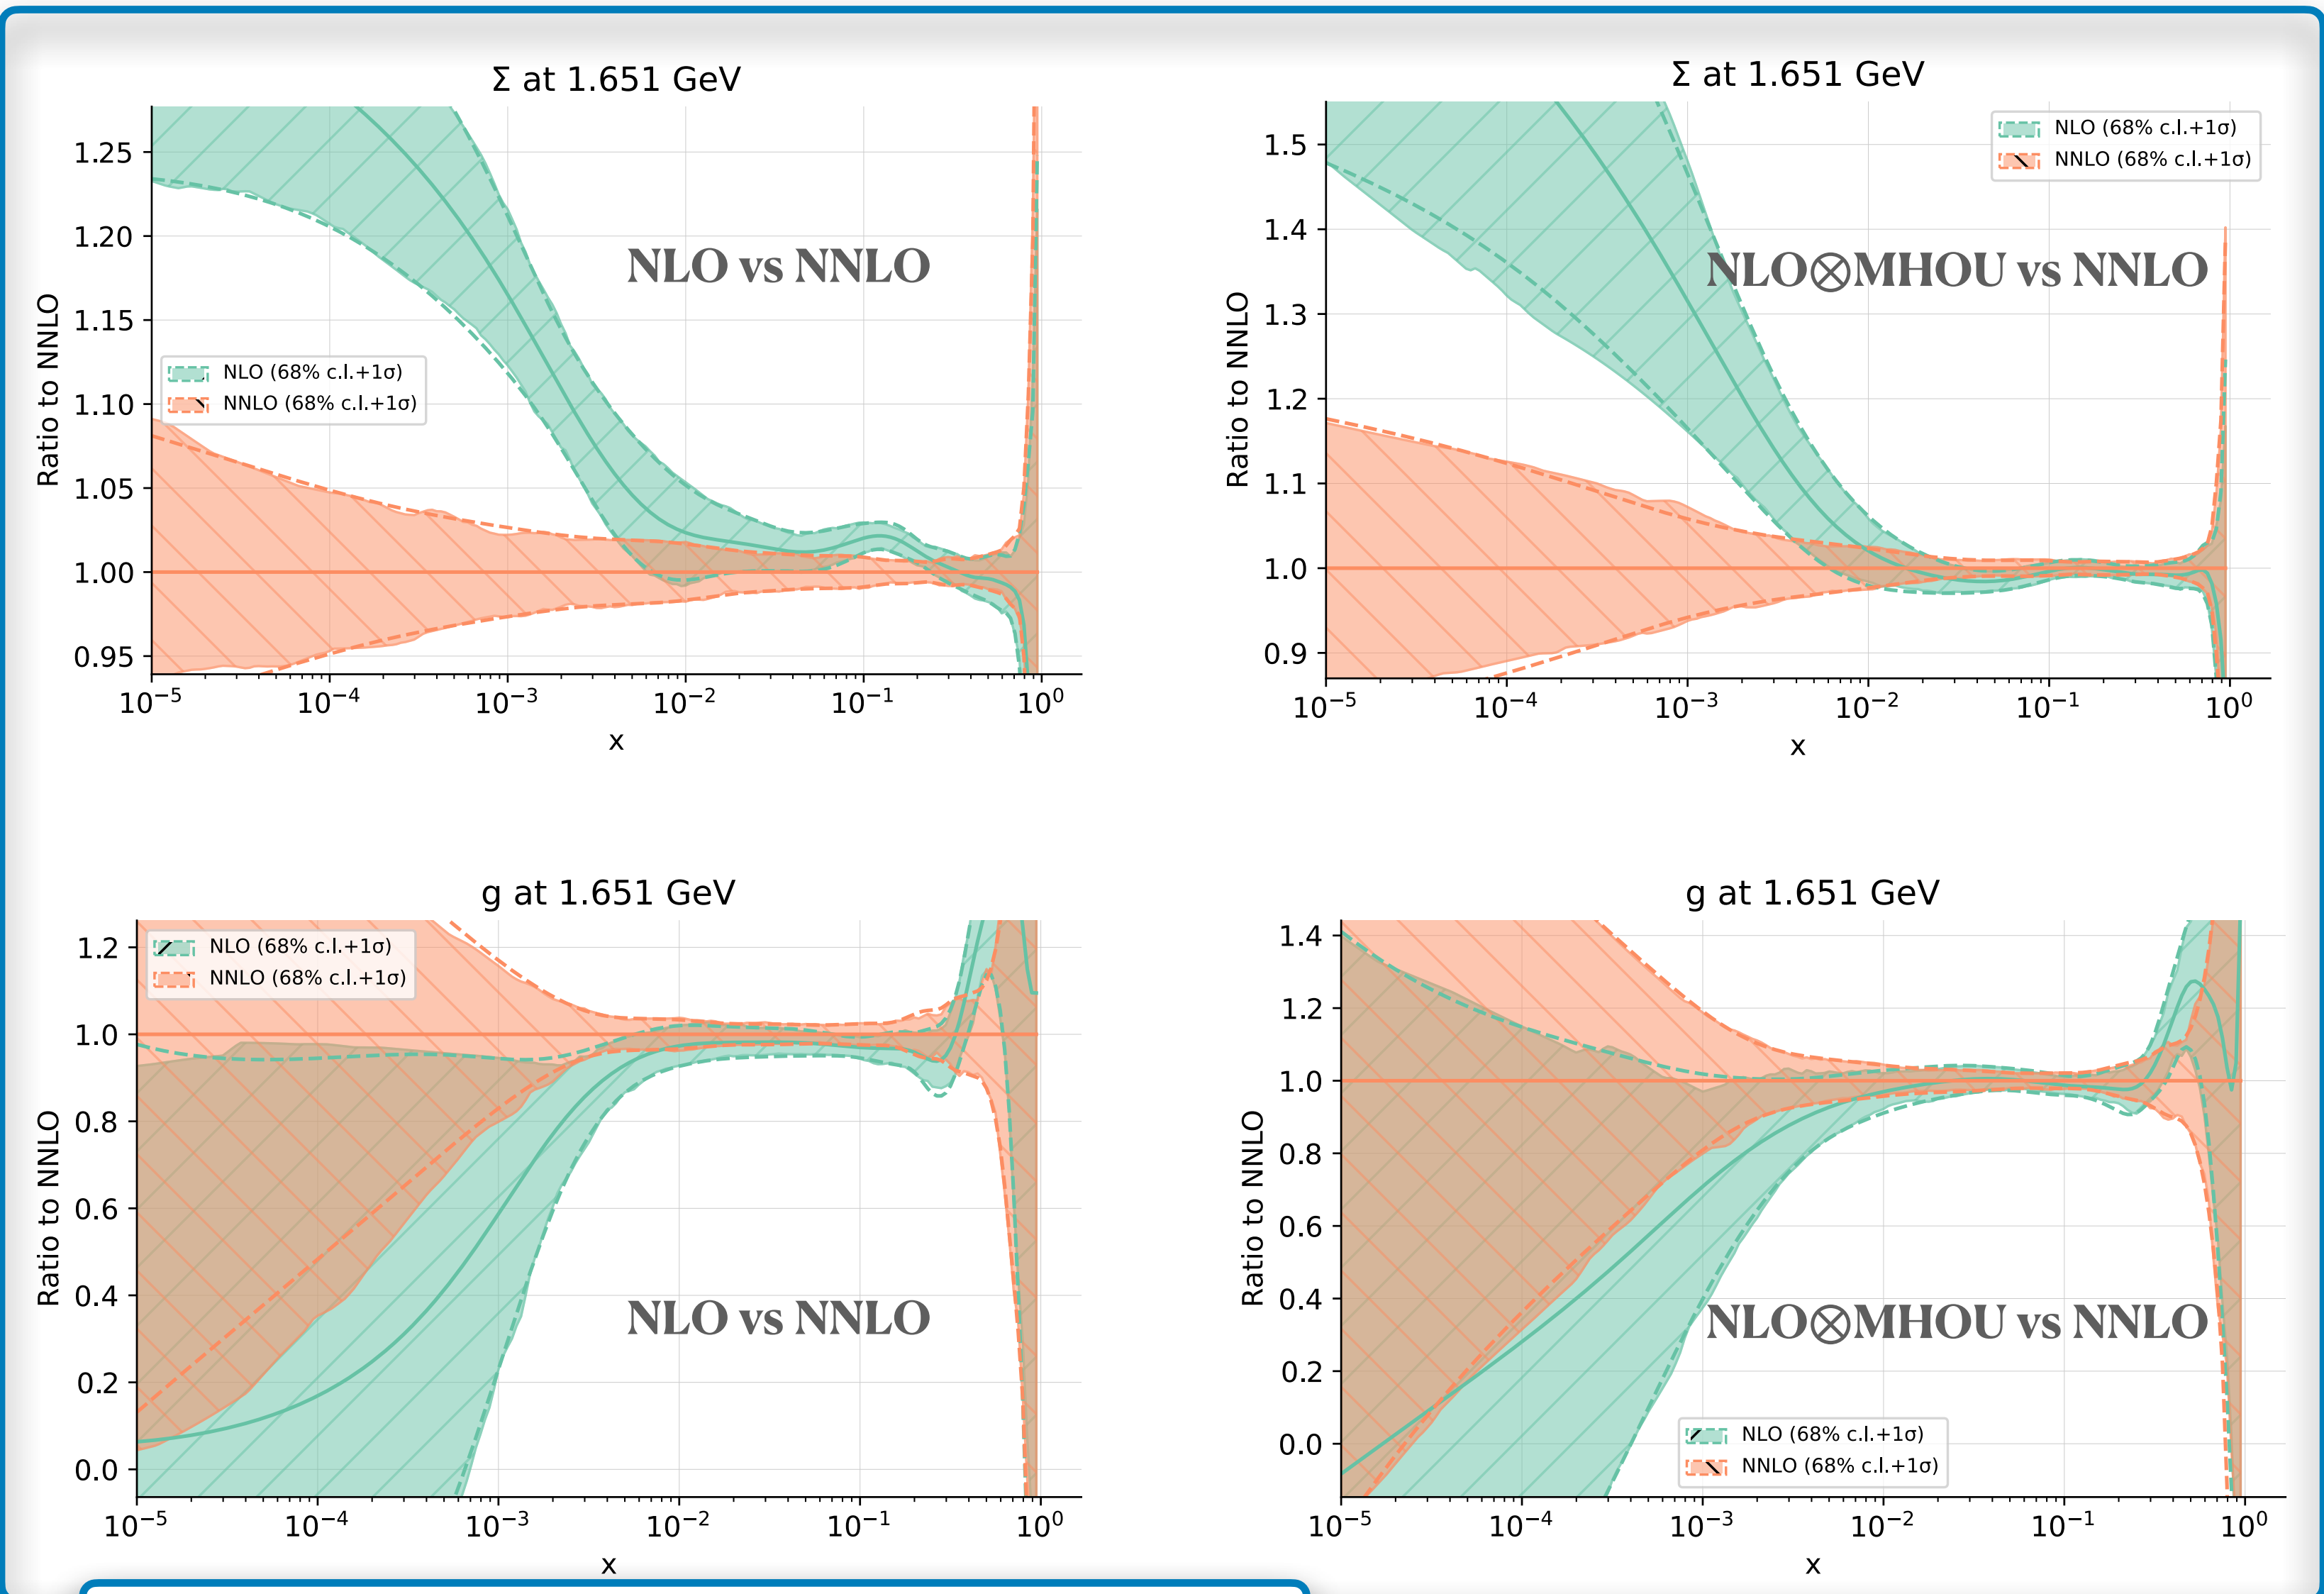 Σ at 1.651 GeV
1.25
1.20
1.15
1.10
1.05
1.00
0.95
Ratio to NNLO
NLO vs NNLO
NLO (68% c.l.+1σ)
NNLO (68% c.l.+1σ)
10⁻⁵ 10⁻⁴ 10⁻³ 10⁻² 10⁻¹ 10⁰
x
Σ at 1.651 GeV
1.5
1.4
1.3
1.2
1.1
1.0
0.9
Ratio to NNLO
NLO (68% c.l.+1σ)
NNLO (68% c.l.+1σ)
NLO⊗MHOU vs NNLO
10⁻⁵ 10⁻⁴ 10⁻³ 10⁻² 10⁻¹ 10⁰
x
g at 1.651 GeV
1.2
1.0
0.8
0.6
0.4
0.2
0.0
Ratio to NNLO
NLO (68% c.l.+1σ)
NNLO (68% c.l.+1σ)
NLO vs NNLO
10⁻⁵ 10⁻⁴ 10⁻³ 10⁻² 10⁻¹ 10⁰
x
g at 1.651 GeV
1.4
1.2
1.0
0.8
0.6
0.4
0.2
0.0
Ratio to NNLO
NLO⊗MHOU vs NNLO
NLO (68% c.l.+1σ)
NNLO (68% c.l.+1σ)
10⁻⁵ 10⁻⁴ 10⁻³ 10⁻² 10⁻¹ 10⁰
x